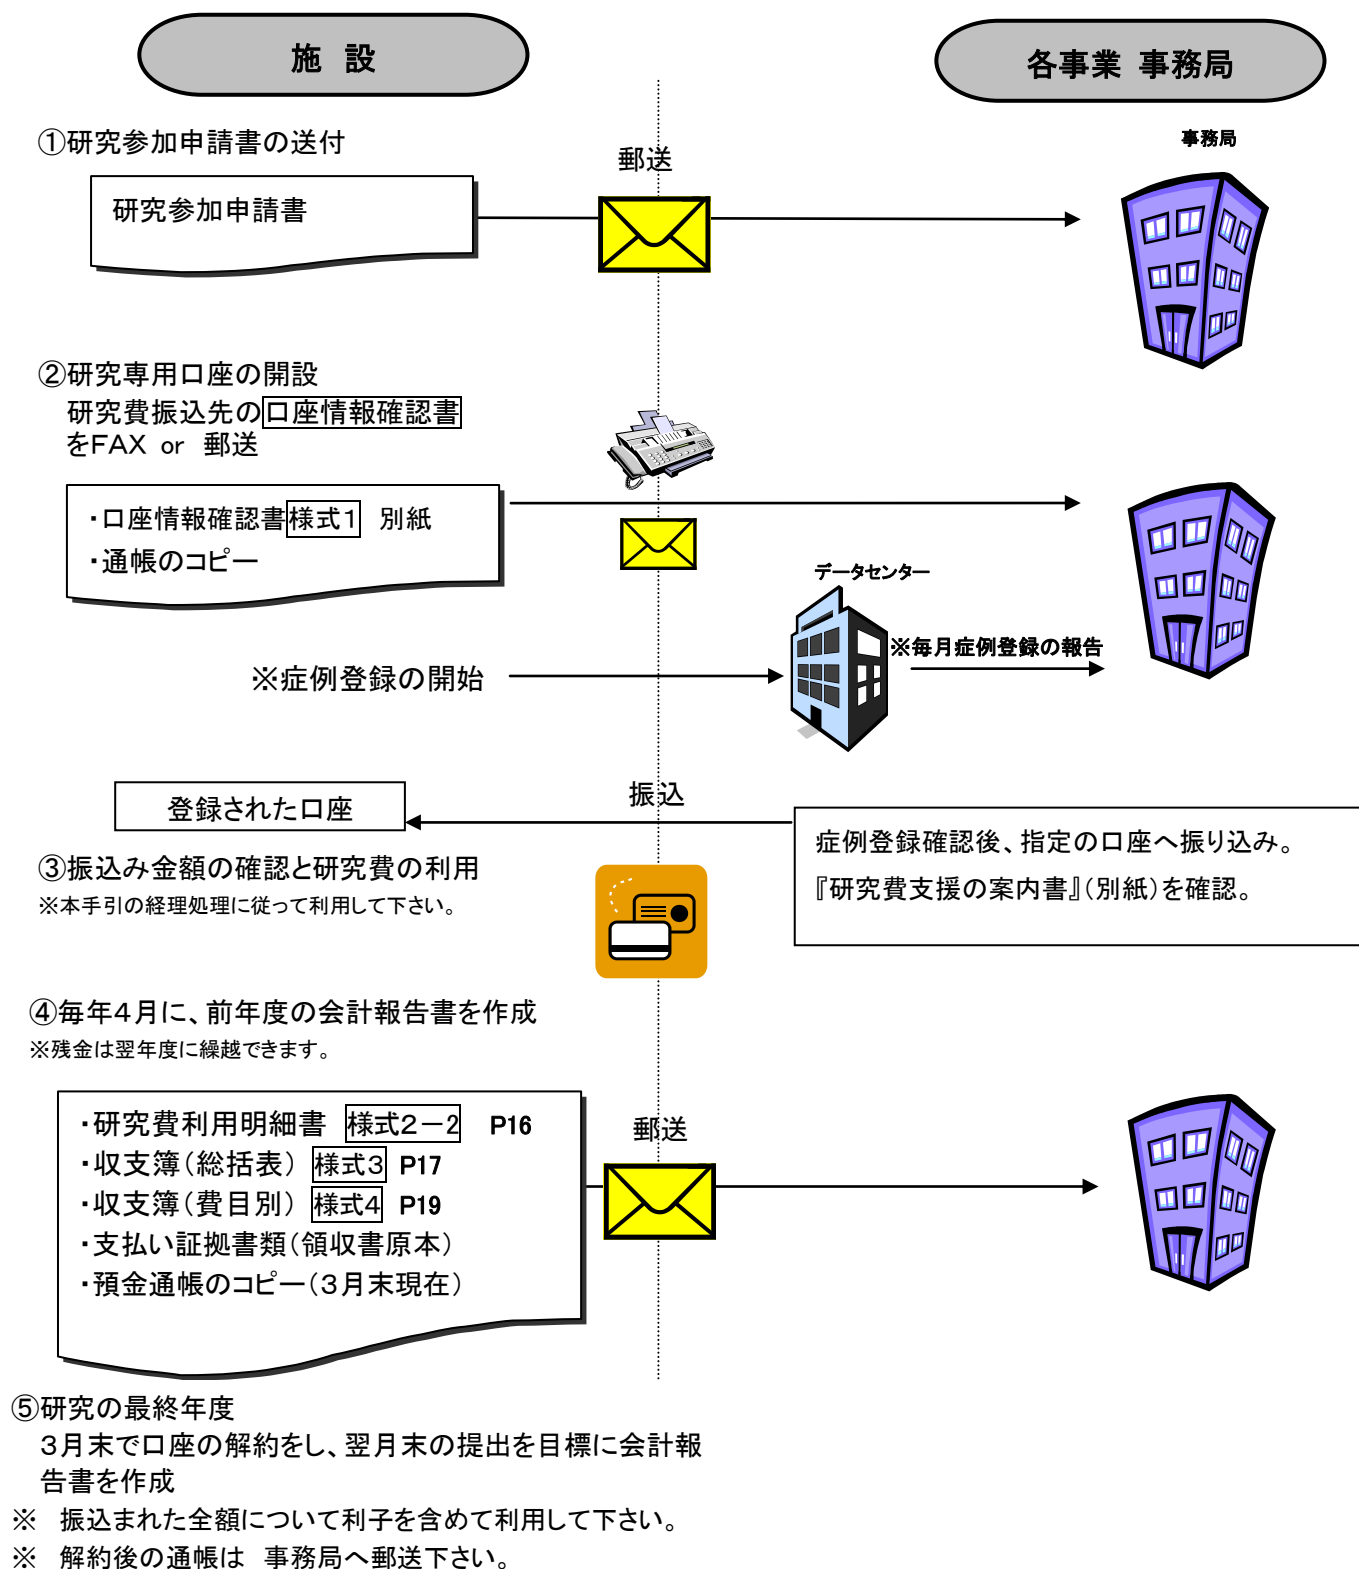 施 設
各事業 事務局
①研究参加申請書の送付
郵送
事務局
研究参加申請書
②研究専用口座の開設
研究費振込先の口座情報確認書
をFAX or 郵送
・口座情報確認書様式1 別紙
・通帳のコピー
データセンター
※毎月症例登録の報告
※症例登録の開始
振込
登録された口座
症例登録確認後、指定の口座へ振り込み。
『研究費支援の案内書』(別紙)を確認。
③振込み金額の確認と研究費の利用
※本手引の経理処理に従って利用して下さい。
④毎年4月に、前年度の会計報告書を作成
※残金は翌年度に繰越できます。
・研究費利用明細書 様式2-2 P16
・収支簿(総括表) 様式3 P17
・収支簿(費目別) 様式4 P19
・支払い証拠書類(領収書原本)
・預金通帳のコピー(3月末現在)
郵送
⑤研究の最終年度
3月末で口座の解約をし、翌月末の提出を目標に会計報
告書を作成
※ 振込まれた全額について利子を含めて利用して下さい。
※ 解約後の通帳は 事務局へ郵送下さい。